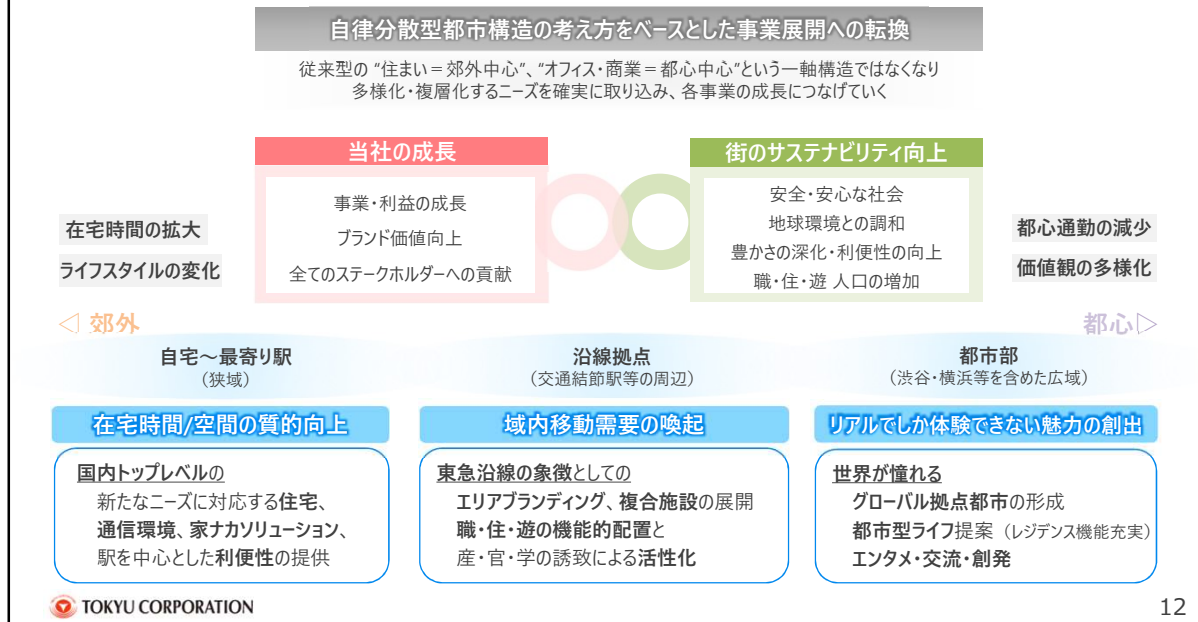 自律分散型都市構造の考え方をベースとした事業展開への転換
従来型の “住まい＝郊外中心”、“オフィス・商業＝都心中心”という一軸構造ではなくなり
多様化・複層化するニーズを確実に取り込み、各事業の成長につなげていく
当社の成長
事業・利益の成長
ブランド価値向上
全てのステークホルダーへの貢献
街のサステナビリティ向上
安全・安心な社会
地球環境との調和
豊かさの深化・利便性の向上
職・住・遊 人口の増加
在宅時間の拡大
ライフスタイルの変化
都心通勤の減少
価値観の多様化
◁ 郊外
都心▷
自宅～最寄り駅
（狭域）
沿線拠点
（交通結節駅等の周辺）
都市部
（渋谷・横浜等を含めた広域）
在宅時間/空間の質的向上
国内トップレベルの
新たなニーズに対応する住宅、
通信環境、家ナカソリューション、
駅を中心とした利便性の提供
域内移動需要の喚起
東急沿線の象徴としての
エリアブランディング、複合施設の展開
職・住・遊の機能的配置と
産・官・学の誘致による活性化
リアルでしか体験できない魅力の創出
世界が憧れる
グローバル拠点都市の形成
都市型ライフ提案（レジデンス機能充実）
エンタメ・交流・創発
TOKYU CORPORATION
12